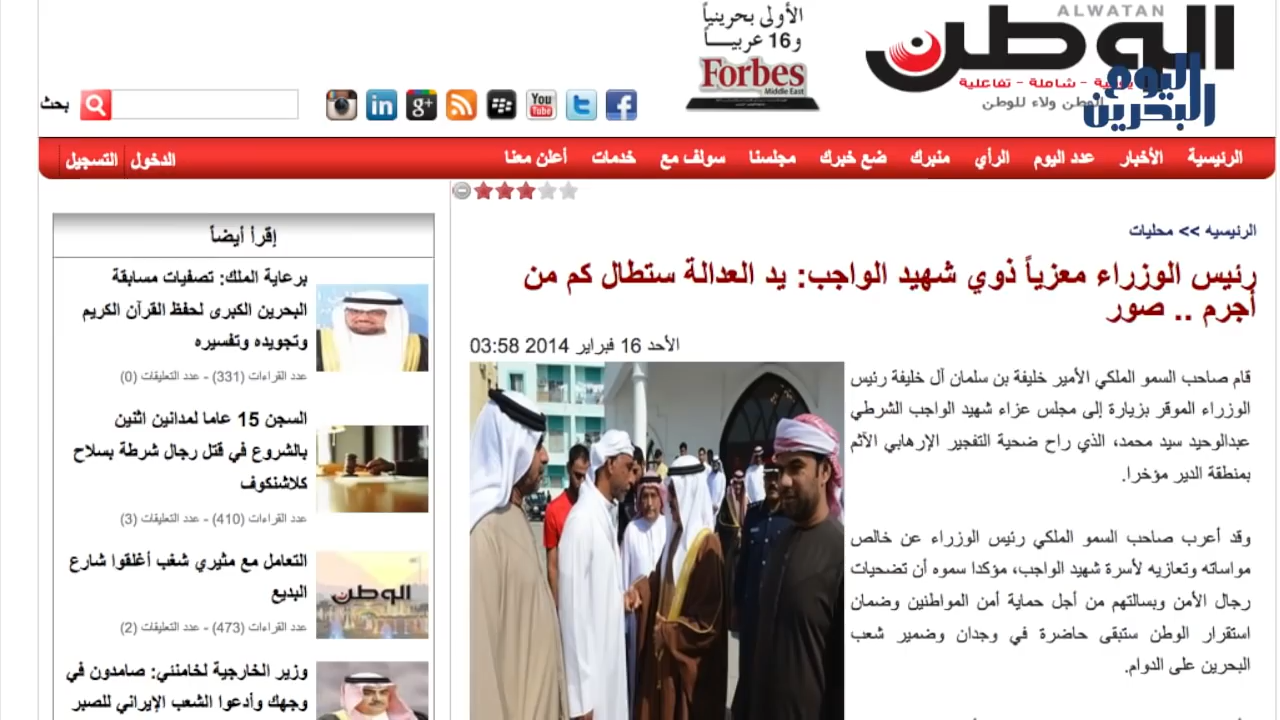 ALWATAN
الوطن
يومية - شاملة - تفاعلية
الوطن ولاء للوطن
اليوم
البحرين
الأولى بحرينياً
و16 عربيـــاً
Forbes
Middle East
You
Tube
بحث
الرئيسية
الأخبار
عدد اليوم
الرأي
منبرك
ضع خبرك
مجلسنا
سولف مع
خدمات
أعلن معنا
الدخول
التسجيل
الرئيسيه >> محليات
رئيس الوزراء معزياً ذوي شهيد الواجب: يد العدالة ستطال كم من
أجرم .. صور
الأحد 16 فبراير 2014 03:58
قام صاحب السمو الملكي الأمير خليفة بن سلمان آل خليفة رئيس
الوزراء الموقر بزيارة إلى مجلس عزاء شهيد الواجب الشرطي
عبدالوحيد سيد محمد، الذي راح ضحية التفجير الإرهابي الآثم
بمنطقة الدير مؤخرا.
وقد أعرب صاحب السمو الملكي رئيس الوزراء عن خالص
مواساته وتعازيه لأسرة شهيد الواجب، مؤكدا سموه أن تضحيات
رجال الأمن وبسالتهم من أجل حماية أمن المواطنين وضمان
استقرار الوطن ستبقى حاضرة في وجدان وضمير شعب
البحرين على الدوام.
إقرأ أيضاً
برعاية الملك: تصفيات مسابقة
البحرين الكبرى لحفظ القرآن الكريم
وتجويده وتفسيره
عدد القراءات (331) - عدد التعليقات (0)
السجن 15 عاما لمدانين اثنين
بالشروع في قتل رجال شرطة بسلاح
كلاشنكوف
عدد القراءات (410) - عدد التعليقات (3)
التعامل مع مثيري شغب أغلقوا شارع
البديع
الوطن
عدد القراءات (473) - عدد التعليقات (2)
وزير الخارجية لخامنئي: صامدون في
وجهك وأدعوا الشعب الإيراني للصبر